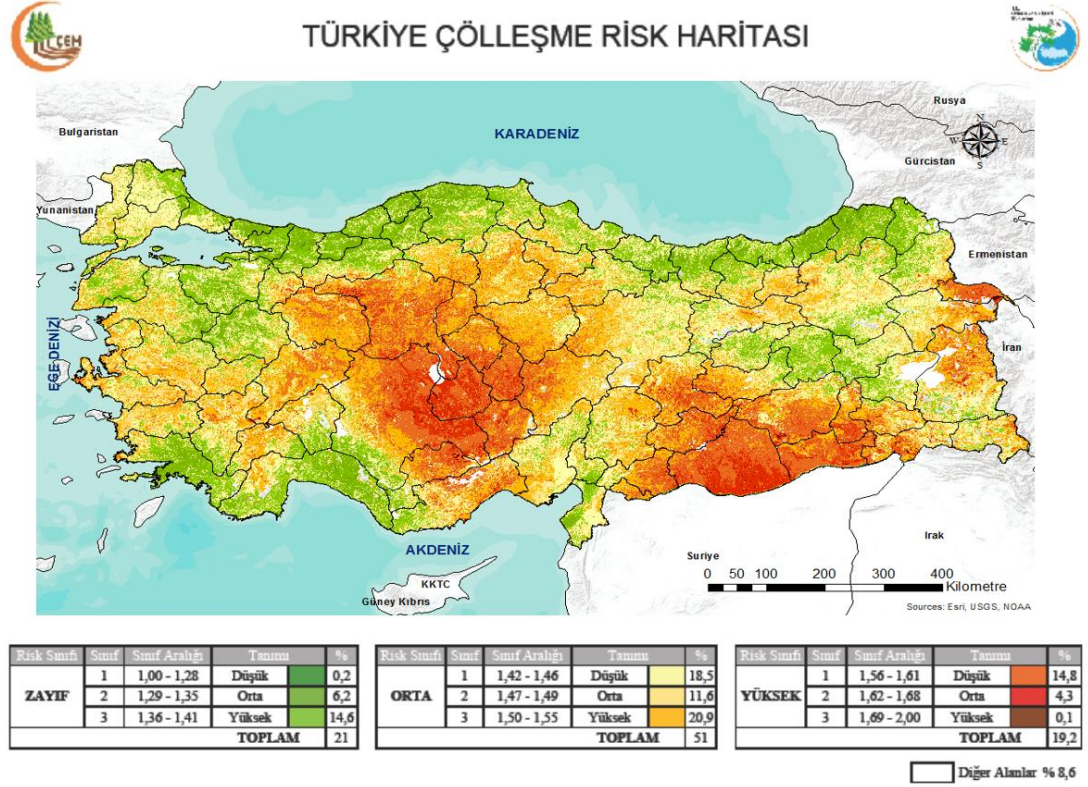 ÇEM
TÜRKİYE ÇÖLLEŞME RİSK HARİTASI
Bulgaristan
KARADENİZ
Rusya
N
W
E
S
Gürcistan
Yunanistan
Ermenistan
EGE DENİZİ
İran
AKDENİZ
Irak
Suriye
KKTC
Güney Kıbrıs
0 50 100 200 300 400
Kilometre
Sources: Esri, USGS, NOAA
Risk Sınıfı Sınıf Sınıf Aralığı Tanımı %
ZAYIF
1 1,00 - 1,28 Düşük 0,2
2 1,29 - 1,35 Orta 6,2
3 1,36 - 1,41 Yüksek 14,6
TOPLAM 21
Risk Sınıfı Sınıf Sınıf Aralığı Tanımı %
ORTA
1 1,42 - 1,46 Düşük 18,5
2 1,47 - 1,49 Orta 11,6
3 1,50 - 1,55 Yüksek 20,9
TOPLAM 51
Risk Sınıfı Sınıf Sınıf Aralığı Tanımı %
YÜKSEK
1 1,56 - 1,61 Düşük 14,8
2 1,62 - 1,68 Orta 4,3
3 1,69 - 2,00 Yüksek 0,1
TOPLAM 19,2
Diğer Alanlar % 8,6